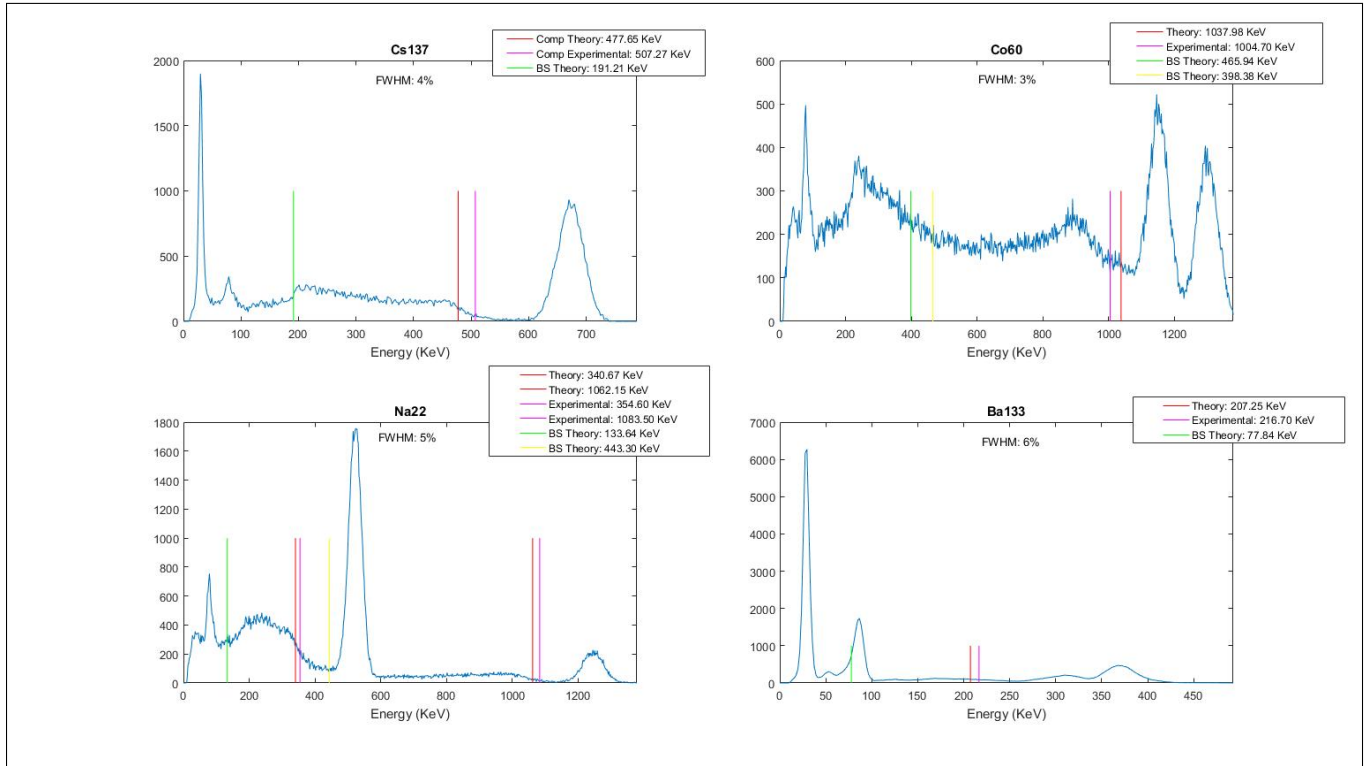 Cs137
Comp Theory: 477.65 KeV
Comp Experimental: 507.27 KeV
BS Theory: 191.21 KeV
FWHM: 4%
2000
1500
1000
500
0
0 100 200 300 400 500 600 700
Energy (KeV)
Co60
Theory: 1037.98 KeV
Experimental: 1004.70 KeV
BS Theory: 465.94 KeV
BS Theory: 398.38 KeV
FWHM: 3%
600
500
400
300
200
100
0
0 200 400 600 800 1000 1200
Energy (KeV)
Na22
Theory: 340.67 KeV
Theory: 1062.15 KeV
Experimental: 354.60 KeV
Experimental: 1083.50 KeV
BS Theory: 133.64 KeV
BS Theory: 443.30 KeV
FWHM: 5%
1800
1600
1400
1200
1000
800
600
400
200
0
0 200 400 600 800 1000 1200
Energy (KeV)
Ba133
Theory: 207.25 KeV
Experimental: 216.70 KeV
BS Theory: 77.84 KeV
FWHM: 6%
7000
6000
5000
4000
3000
2000
1000
0
0 50 100 150 200 250 300 350 400 450
Energy (KeV)